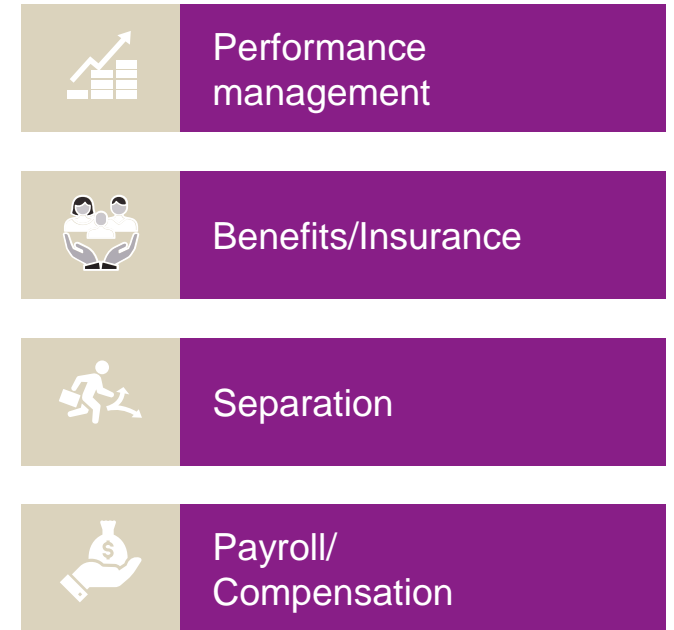 Performance
management
Benefits/Insurance
Separation
$
Payroll/
Compensation